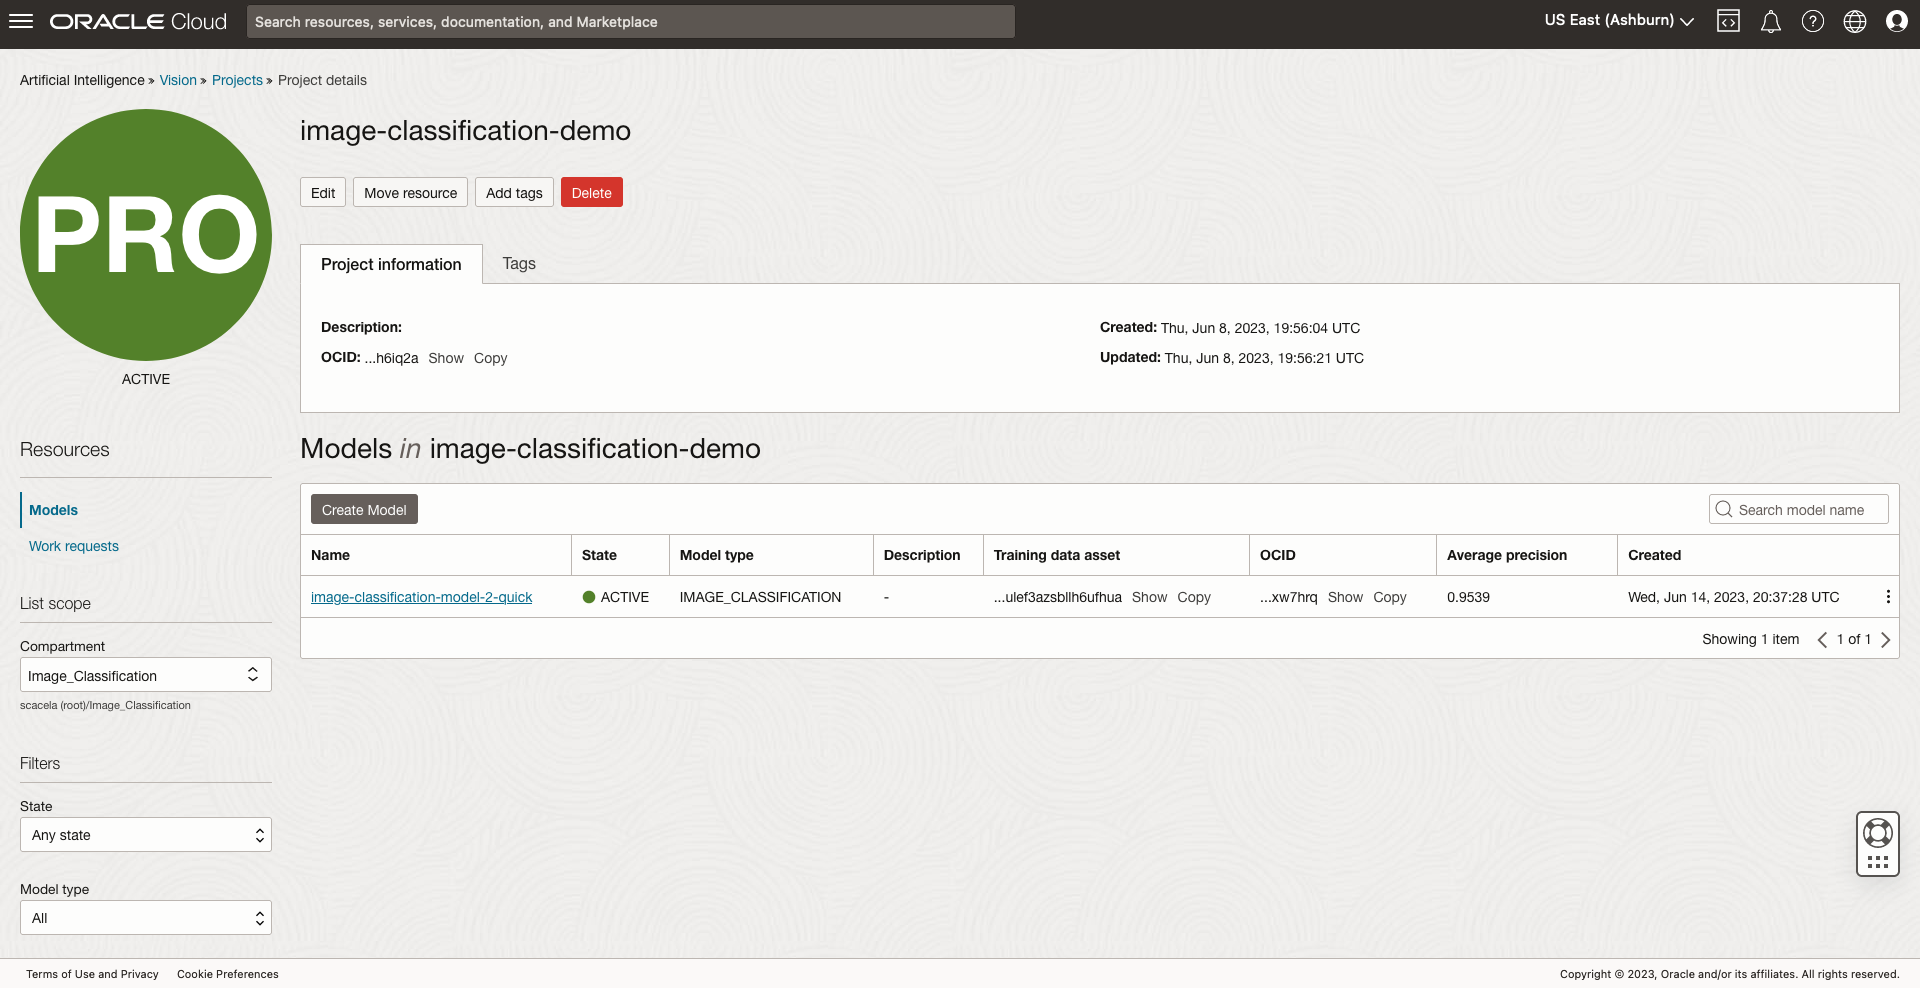 ORACLE Cloud
Search resources, services, documentation, and Marketplace
US East (Ashburn)
Artificial Intelligence » Vision » Projects » Project details
PRO
ACTIVE
image-classification-demo
Edit Move resource Add tags Delete
Project information Tags
Description:
Created: Thu, Jun 8, 2023, 19:56:04 UTC
OCID: ...h6iq2a Show Copy
Updated: Thu, Jun 8, 2023, 19:56:21 UTC
Resources
Models
Work requests
List scope
Compartment
Image_Classification
scacela (root)/Image_Classification
Filters
State
Any state
Model type
All
Models in image-classification-demo
Create Model
Search model name
Name State Model type Description Training data asset OCID Average precision Created
image-classification-model-2-quick ACTIVE IMAGE_CLASSIFICATION - ...ulef3azsbllh6ufhua Show Copy ...xw7hrq Show Copy 0.9539 Wed, Jun 14, 2023, 20:37:28 UTC
Showing 1 item 1 of 1
Terms of Use and Privacy Cookie Preferences
Copyright © 2023, Oracle and/or its affiliates. All rights reserved.